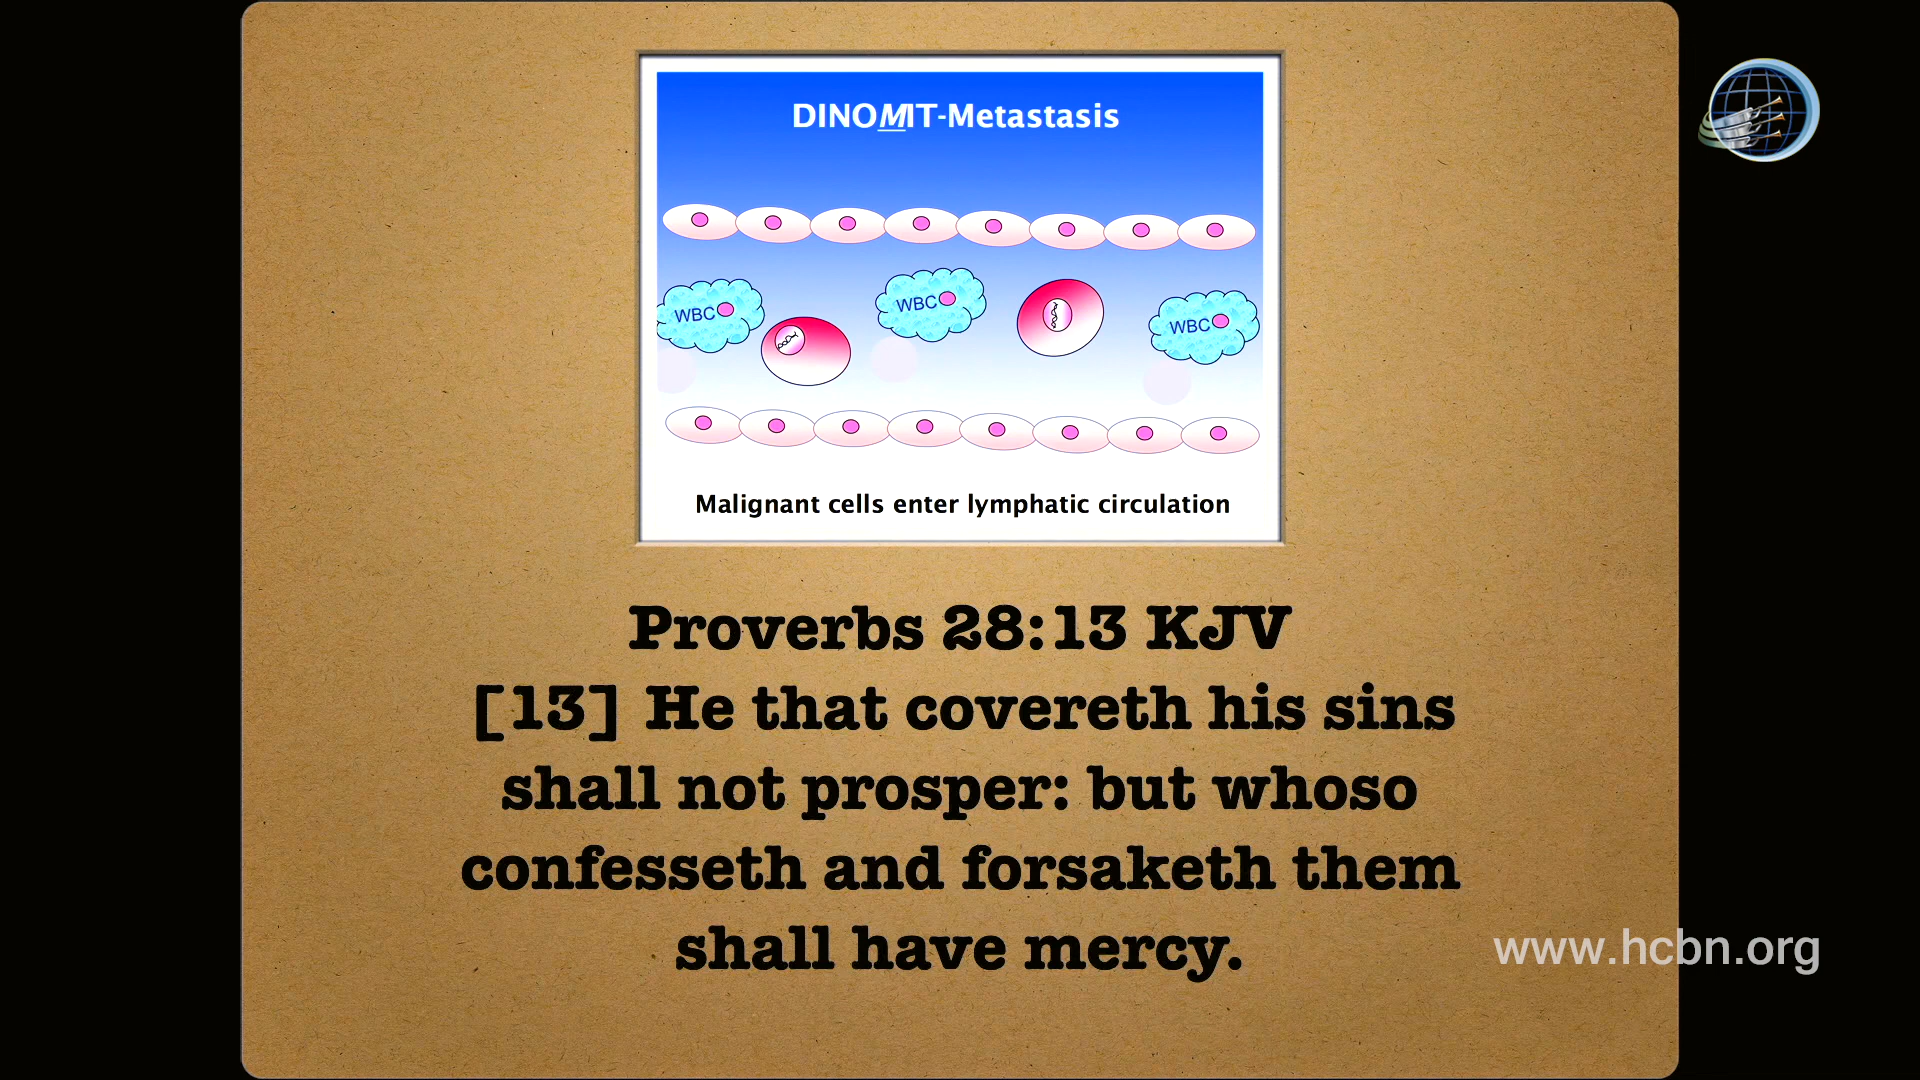 DINOMIT-Metastasis
WBC
WBC
WBC
Malignant cells enter lymphatic circulation
Proverbs 28:13 KJV
[13] He that covereth his sins
shall not prosper: but whoso
confesseth and forsaketh them
shall have mercy.
www.hcbn.org